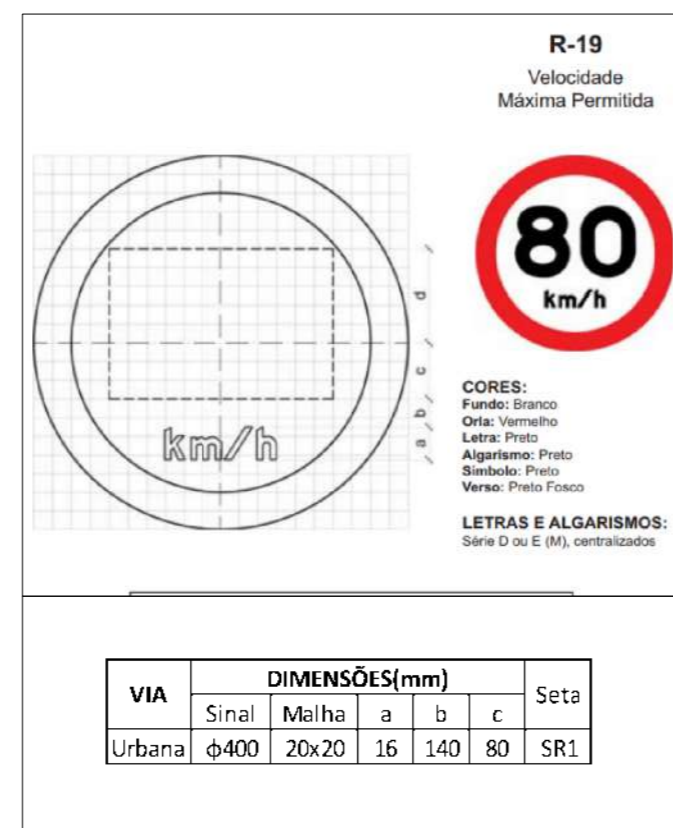 R-19
Velocidade
Máxima Permitida
80
km/h
d
c
b
a
km/h
CORES:
Fundo: Branco
Orla: Vermelho
Letra: Preto
Algarismo: Preto
Símbolo: Preto
Verso: Preto Fosco
LETRAS E ALGARISMOS:
Série D ou E (M), centralizados
VIA DIMENSÕES(mm) Seta
Sinal Malha a b c
Urbana ϕ400 20x20 16 140 80 SR1